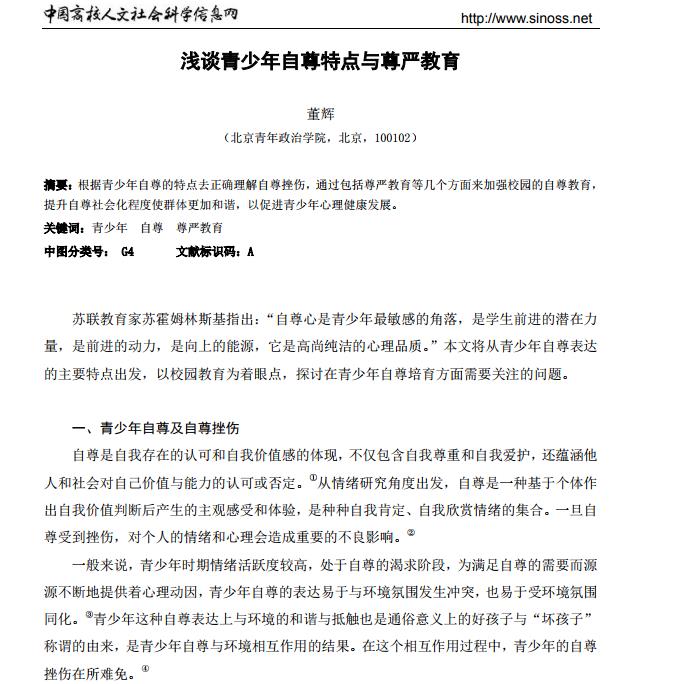 中国高校人文社会科学信息网 http://www.sinoss.net
浅谈青少年自尊特点与尊严教育
董辉
（北京青年政治学院，北京，100102）
摘要：根据青少年自尊的特点去正确理解自尊挫伤，通过包括尊严教育等几个方面来加强校园的自尊教育，
提升自尊社会化程度使群体更加和谐，以促进青少年心理健康发展。
关键词：青少年 自尊 尊严教育
中图分类号： G4 文献标识码：A
苏联教育家苏霍姆林斯基指出：“自尊心是青少年最敏感的角落，是学生前进的潜在力
量，是前进的动力，是向上的能源，它是高尚纯洁的心理品质。”本文将从青少年自尊表达
的主要特点出发，以校园教育为着眼点，探讨在青少年自尊培育方面需要关注的问题。
一、青少年自尊及自尊挫伤
自尊是自我存在的认可和自我价值感的体现，不仅包含自我尊重和自我爱护，还蕴涵他
人和社会对自己价值与能力的认可或否定。①从情绪研究角度出发，自尊是一种基于个体作
出自我价值判断后产生的主观感受和体验，是种种自我肯定、自我欣赏情绪的集合。一旦自
尊受到挫伤，对个人的情绪和心理会造成重要的不良影响。②
一般来说，青少年时期情绪活跃度较高，处于自尊的渴求阶段，为满足自尊的需要而源
源不断地提供着心理动因，青少年自尊的表达易于与环境氛围发生冲突，也易于受环境氛围
同化。③青少年这种自尊表达上与环境的和谐与抵触也是通俗意义上的好孩子与“坏孩子”
称谓的由来，是青少年自尊与环境相互作用的结果。在这个相互作用过程中，青少年的自尊
挫伤在所难免。④